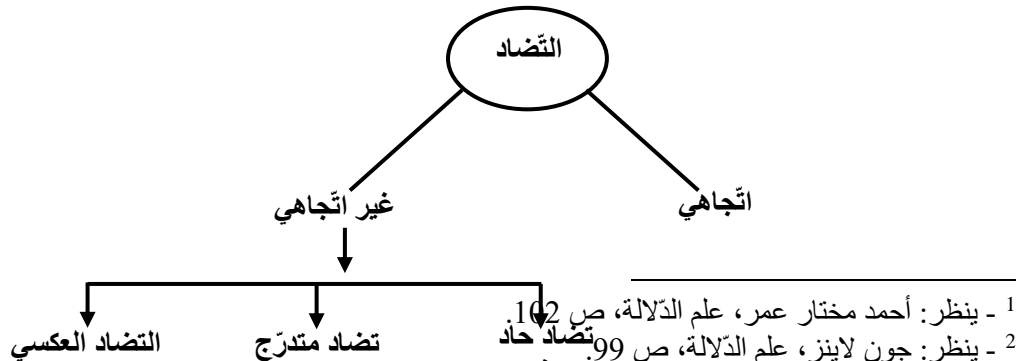 التّضاد
اتّجاهي
غير اتّجاهي
تضاد حاد
تضاد متدرّج
التضاد العكسي
1 - ينظر: أحمد مختار عمر، علم الدّلالة، ص 102.
2 - ينظر: جون لاينز، علم الدّلالة، ص 99.